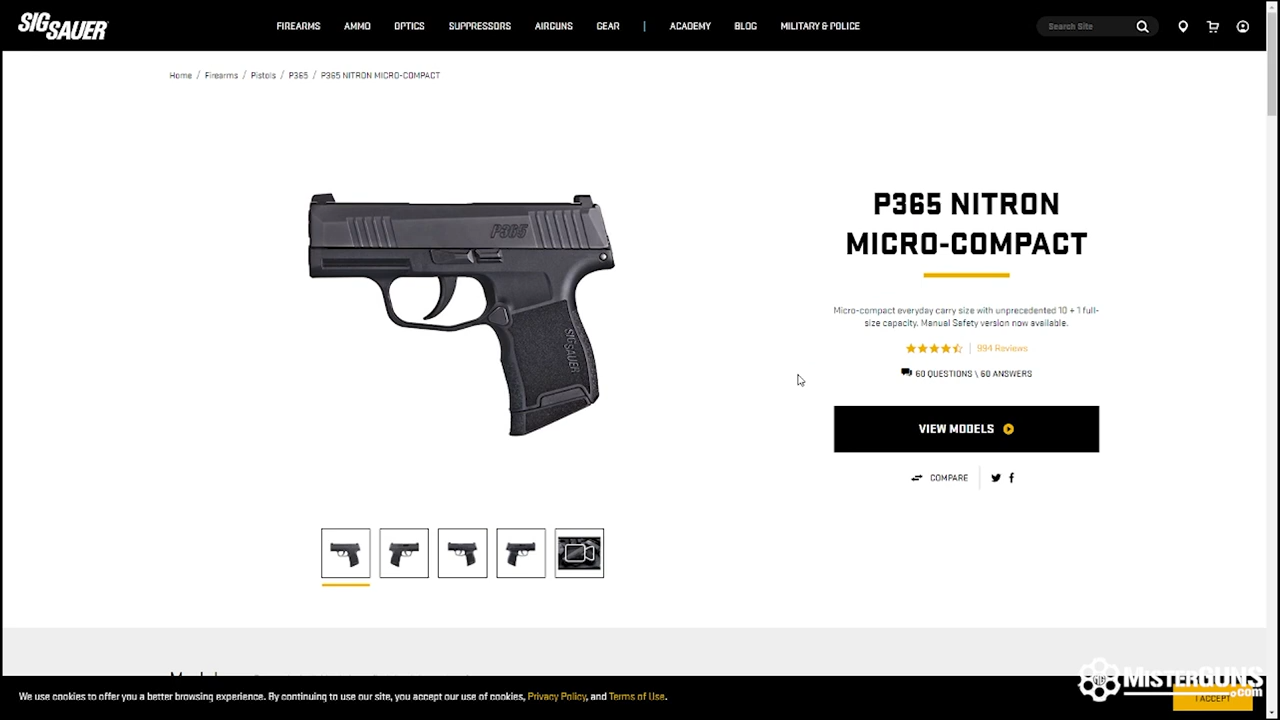 SIG SAUER
FIREARMS AMMO OPTICS SUPPRESSORS AIRGUNS GEAR | ACADEMY BLOG MILITARY & POLICE
Search Site
Home / Firearms / Pistols / P365 / P365 NITRON MICRO-COMPACT
P365
SIG SAUER
P365 NITRON
MICRO-COMPACT
Micro-compact everyday carry size with unprecedented 10 + 1 full-
size capacity. Manual Safety version now available.
994 Reviews
60 QUESTIONS \ 60 ANSWERS
VIEW MODELS
COMPARE
We use cookies to offer you a better browsing experience. By continuing to use our site, you accept our use of cookies, Privacy Policy, and Terms of Use.
I ACCEPT
MISTERGUNS
.com